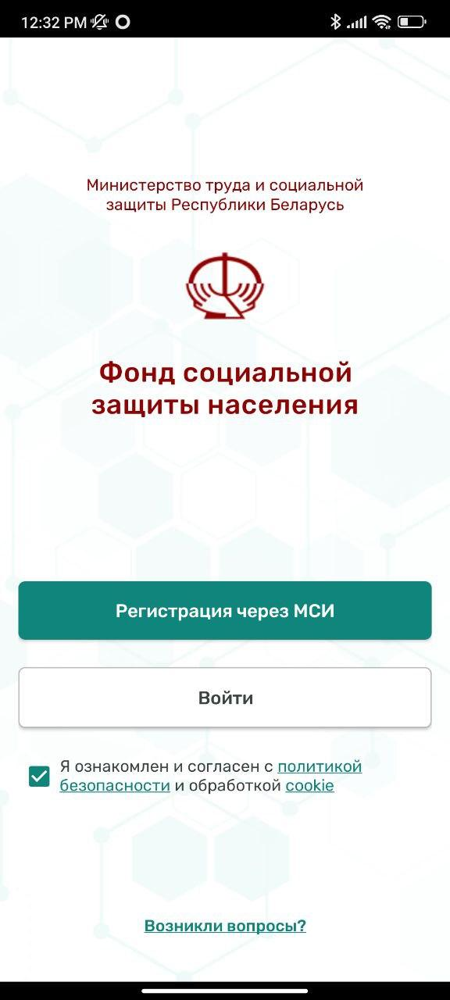 12:32 PM
Министерство труда и социальной
защиты Республики Беларусь
Фонд социальной
защиты населения
Регистрация через МСИ
Войти
Я ознакомлен и согласен с политикой
безопасности и обработкой cookie
Возникли вопросы?